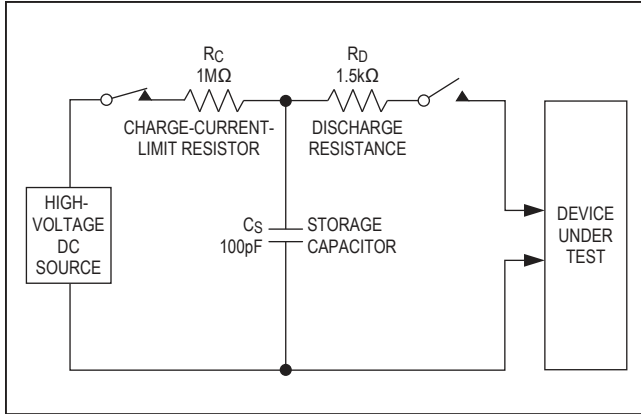 RC
1MΩ
CHARGE-CURRENT-
LIMIT RESISTOR
RD
1.5kΩ
DISCHARGE
RESISTANCE
HIGH-
VOLTAGE
DC
SOURCE
CS
100pF
STORAGE
CAPACITOR
DEVICE
UNDER
TEST